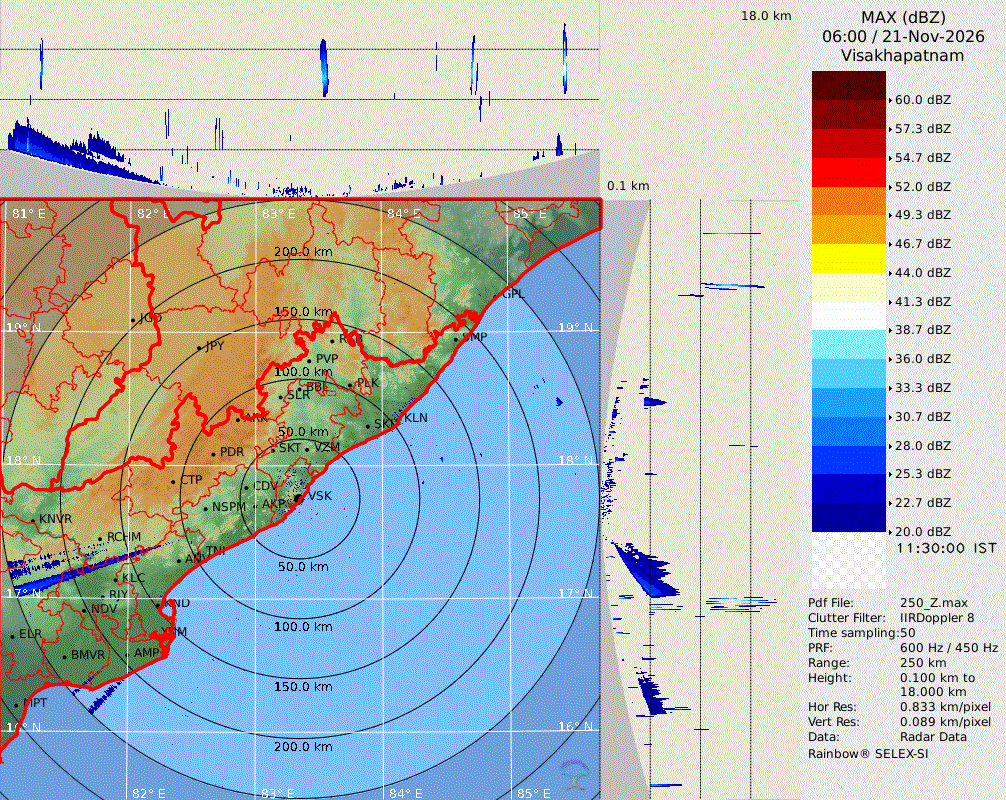 18.0 km
MAX (dBZ)
06:00 / 21-Nov-2026
Visakhapatnam
60.0 dBZ
57.3 dBZ
54.7 dBZ
52.0 dBZ
49.3 dBZ
46.7 dBZ
44.0 dBZ
41.3 dBZ
38.7 dBZ
36.0 dBZ
33.3 dBZ
30.7 dBZ
28.0 dBZ
25.3 dBZ
22.7 dBZ
20.0 dBZ
11:30:00 IST
Pdf File: 250_Z.max
Clutter Filter: IIRDoppler 8
Time sampling:50
PRF: 600 Hz / 450 Hz
Range: 250 km
Height: 0.100 km to
18.000 km
Hor Res: 0.833 km/pixel
Vert Res: 0.089 km/pixel
Data: Radar Data
Rainbow® SELEX-SI
0.1 km
81° E
82° E
83° E
84° E
85° E
200.0 km
GPL
150.0 km
JGD
19° N
19° N
JPY
PVP
100.0 km
PLK
SLR
KLN
50.0 km
SKT
VZM
PDR
18° N
18° N
CTP
CDV
VSK
AKP
NSPM
KNVR
RCHM
TNI
50.0 km
KLC
17° N
17° N
NDV
KND
100.0 km
ELR
BMVR
AMP
150.0 km
MPT
16° N
16° N
200.0 km
82° E
83° E
84° E
85° E